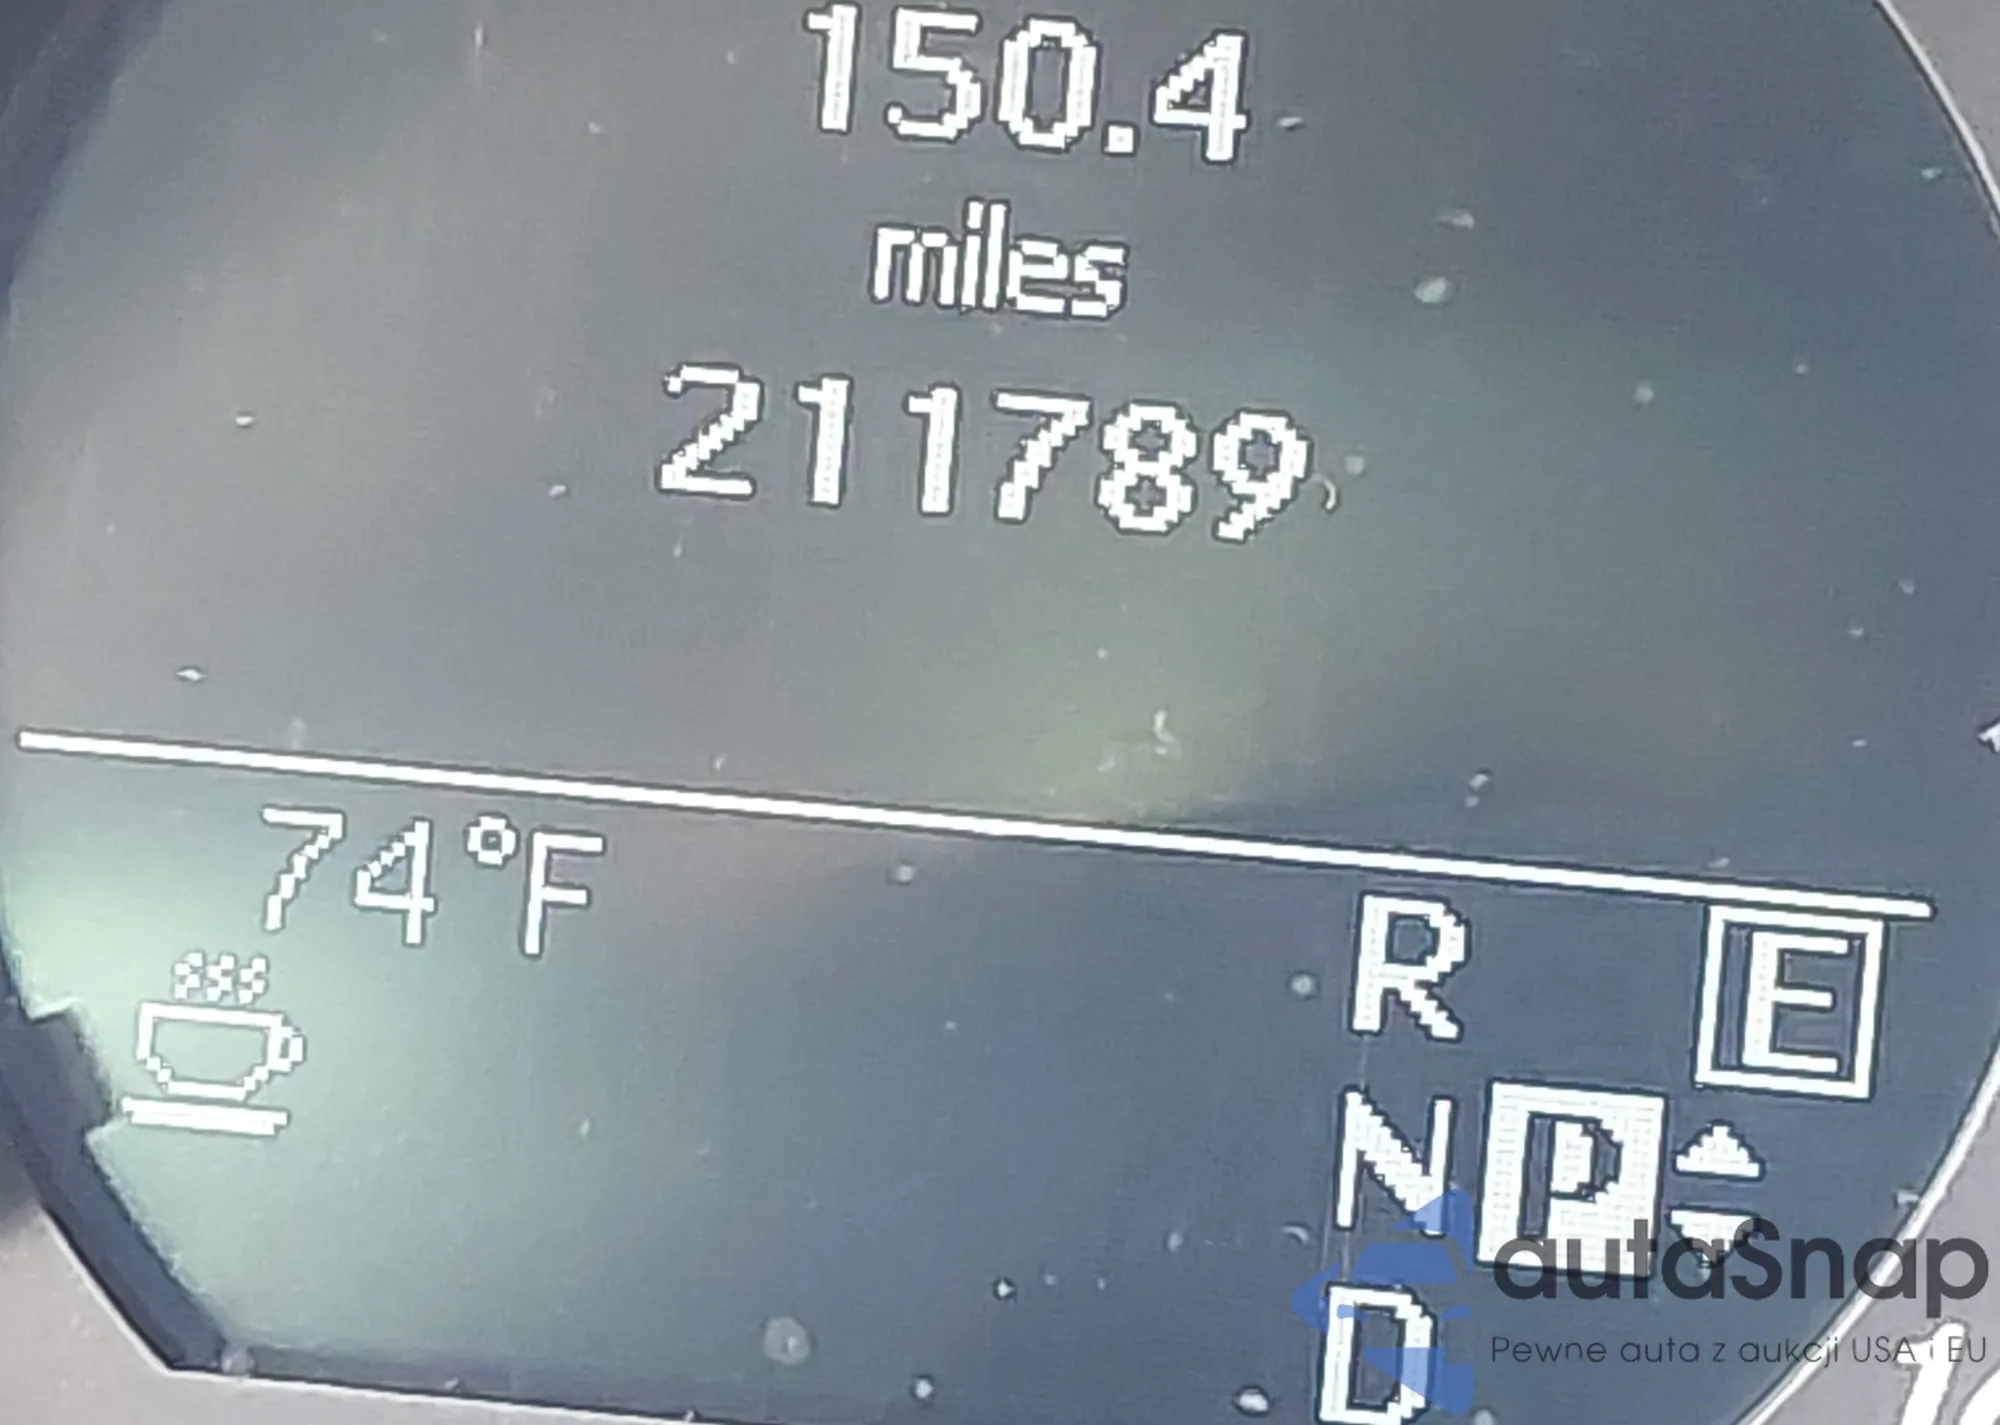 150.4
miles
211789
74°F
R E
N P
D
autaSnap
Pewne auta z aukcji USA i EU